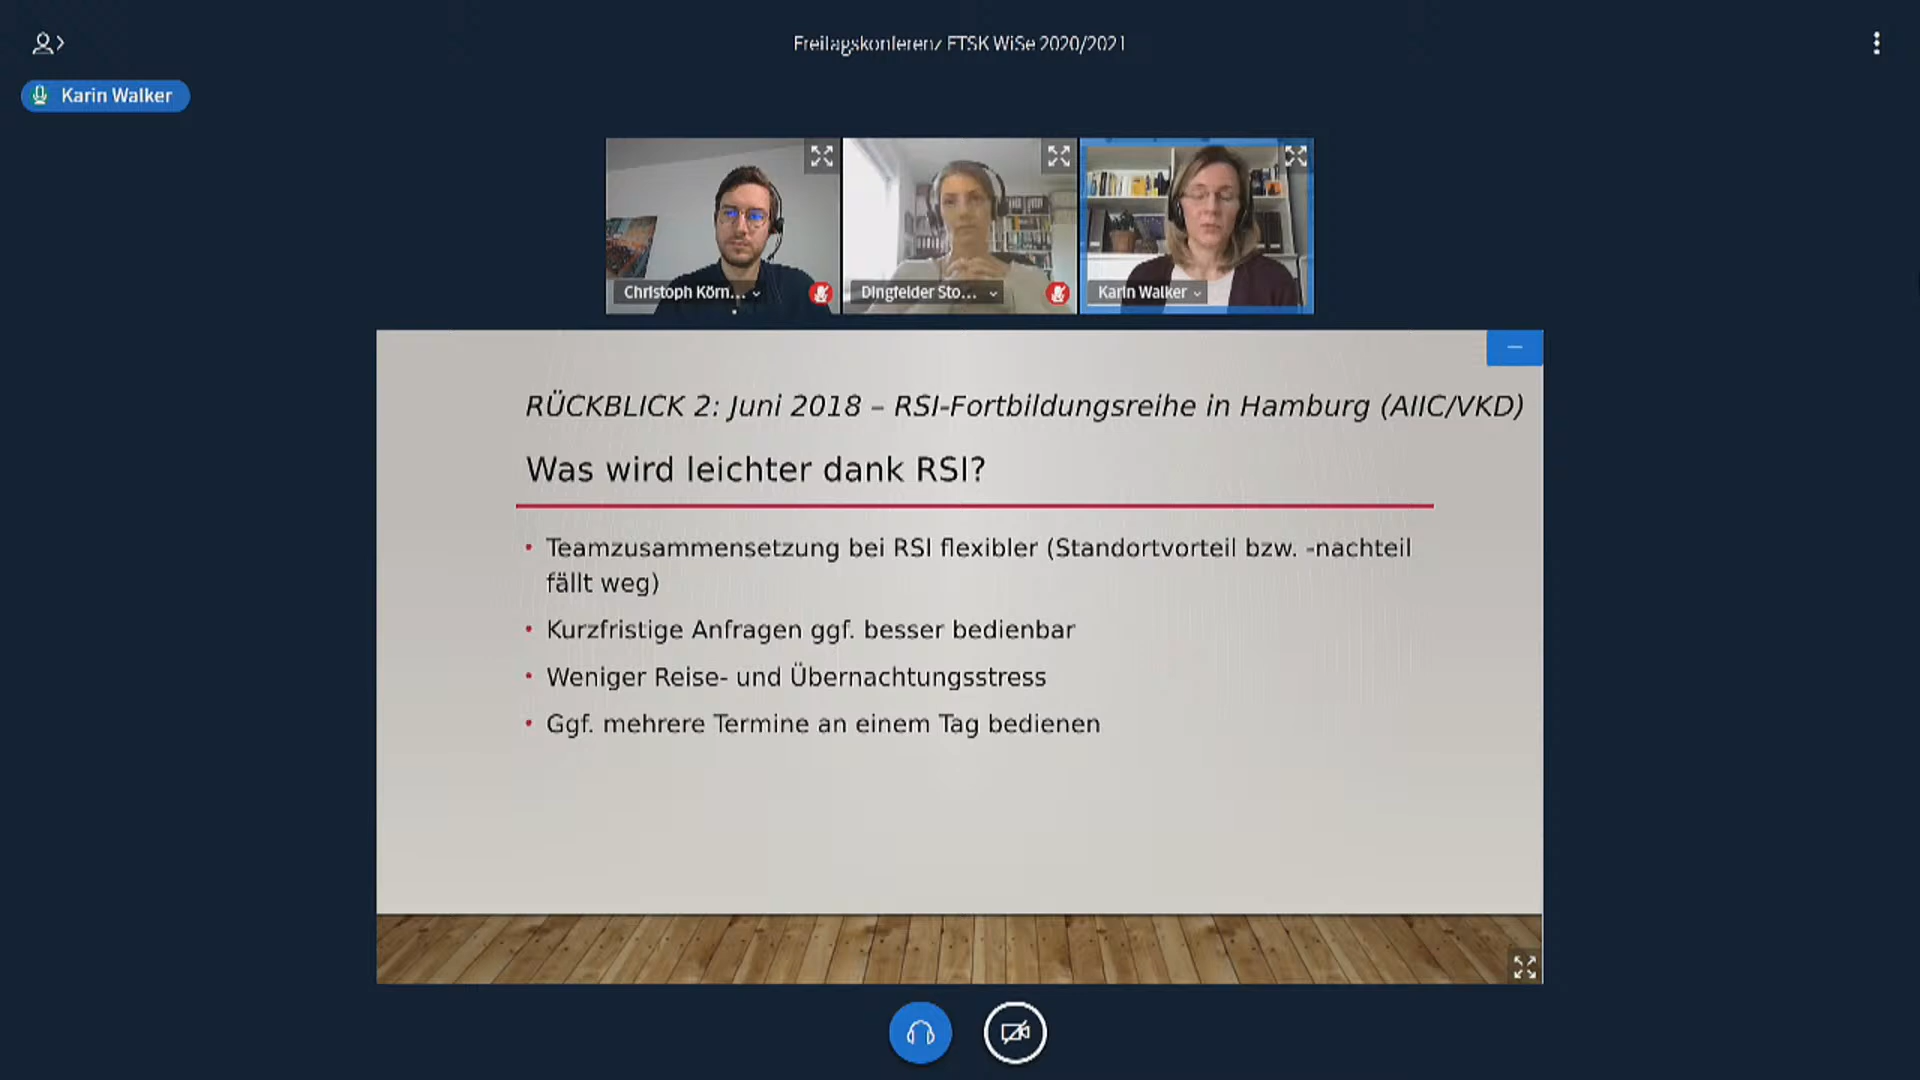 Freitagskonferenz FTSK WiSe 2020/2021
Karin Walker
Christoph Körn...
Dingfelder Sto...
Karin Walker
RÜCKBLICK 2: Juni 2018 – RSI-Fortbildungsreihe in Hamburg (AIIC/VKD)
Was wird leichter dank RSI?
• Teamzusammensetzung bei RSI flexibler (Standortvorteil bzw. -nachteil
fällt weg)
• Kurzfristige Anfragen ggf. besser bedienbar
• Weniger Reise- und Übernachtungsstress
• Ggf. mehrere Termine an einem Tag bedienen